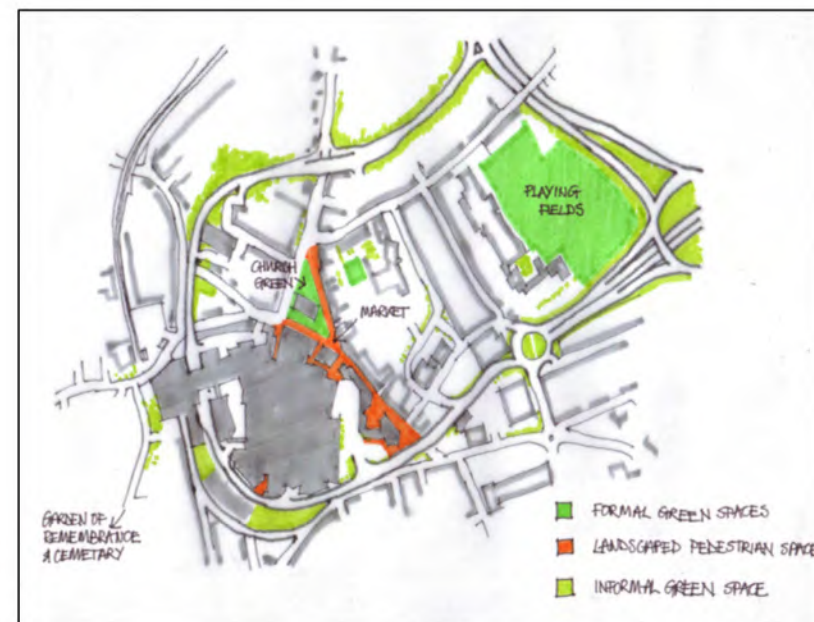 PLAYING
FIELDS
CHURCH
GREEN
MARKET
GARDEN OF
REMEMBRANCE
& CEMETARY
FORMAL GREEN SPACES
LANDSCAPED PEDESTRIAN SPACE
INFORMAL GREEN SPACE